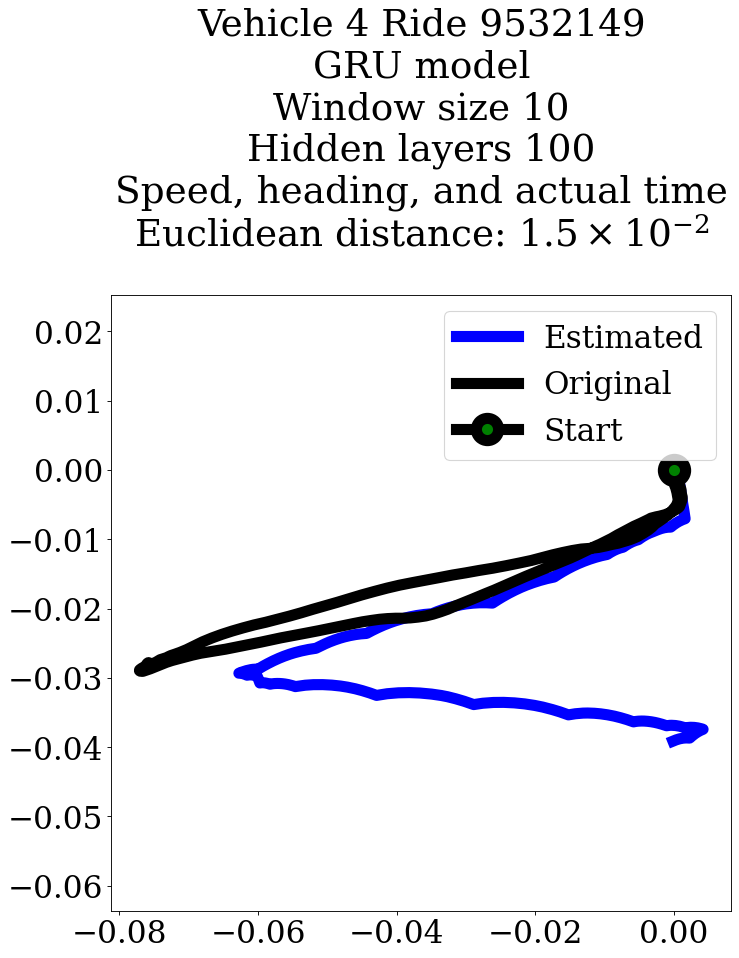 Vehicle 4 Ride 9532149
GRU model
Window size 10
Hidden layers 100
Speed, heading, and actual time
Euclidean distance: 1.5 × 10⁻²
Estimated
Original
Start
0.02
0.01
0.00
−0.01
−0.02
−0.03
−0.04
−0.05
−0.06
−0.08 −0.06 −0.04 −0.02 0.00